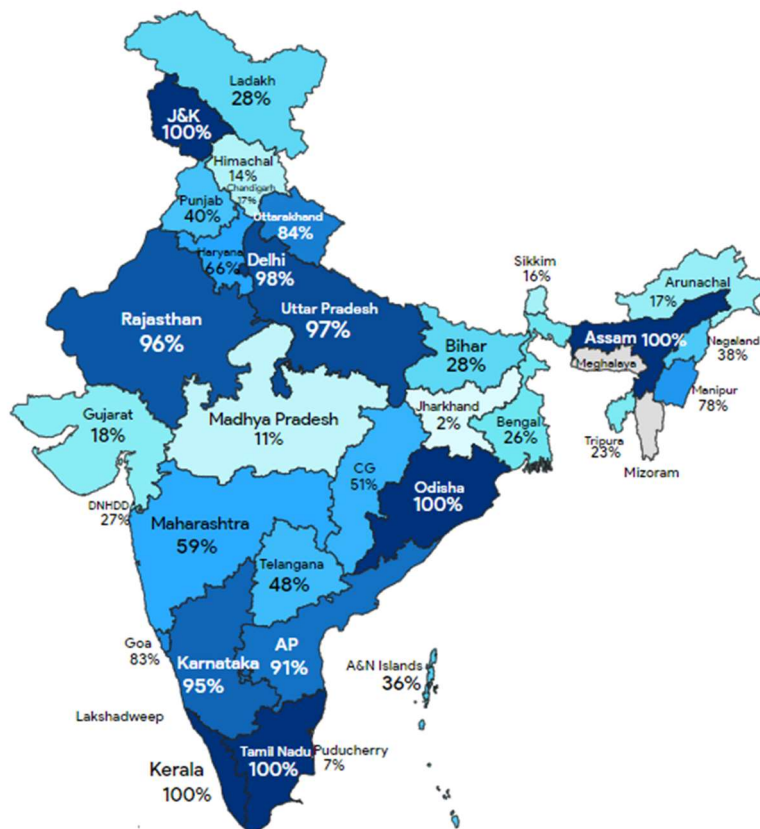 Ladakh
28%
J&K
100%
Himachal
14%
Chandigarh
17%
Punjab
40%
Uttarakhand
84%
Haryana
66%
Delhi
98%
Sikkim
16%
Arunachal
17%
Rajasthan
96%
Uttar Pradesh
97%
Bihar
28%
Assam 100%
Nagaland
38%
Meghalaya
Manipur
78%
Gujarat
18%
Madhya Pradesh
11%
Jharkhand
2%
Bengal
26%
Tripura
23%
Mizoram
CG
51%
Odisha
100%
DNHDD
27%
Maharashtra
59%
Telangana
48%
Goa
83%
Karnataka
95%
AP
91%
A&N Islands
36%
Lakshadweep
Kerala
100%
Tamil Nadu
100%
Puducherry
7%